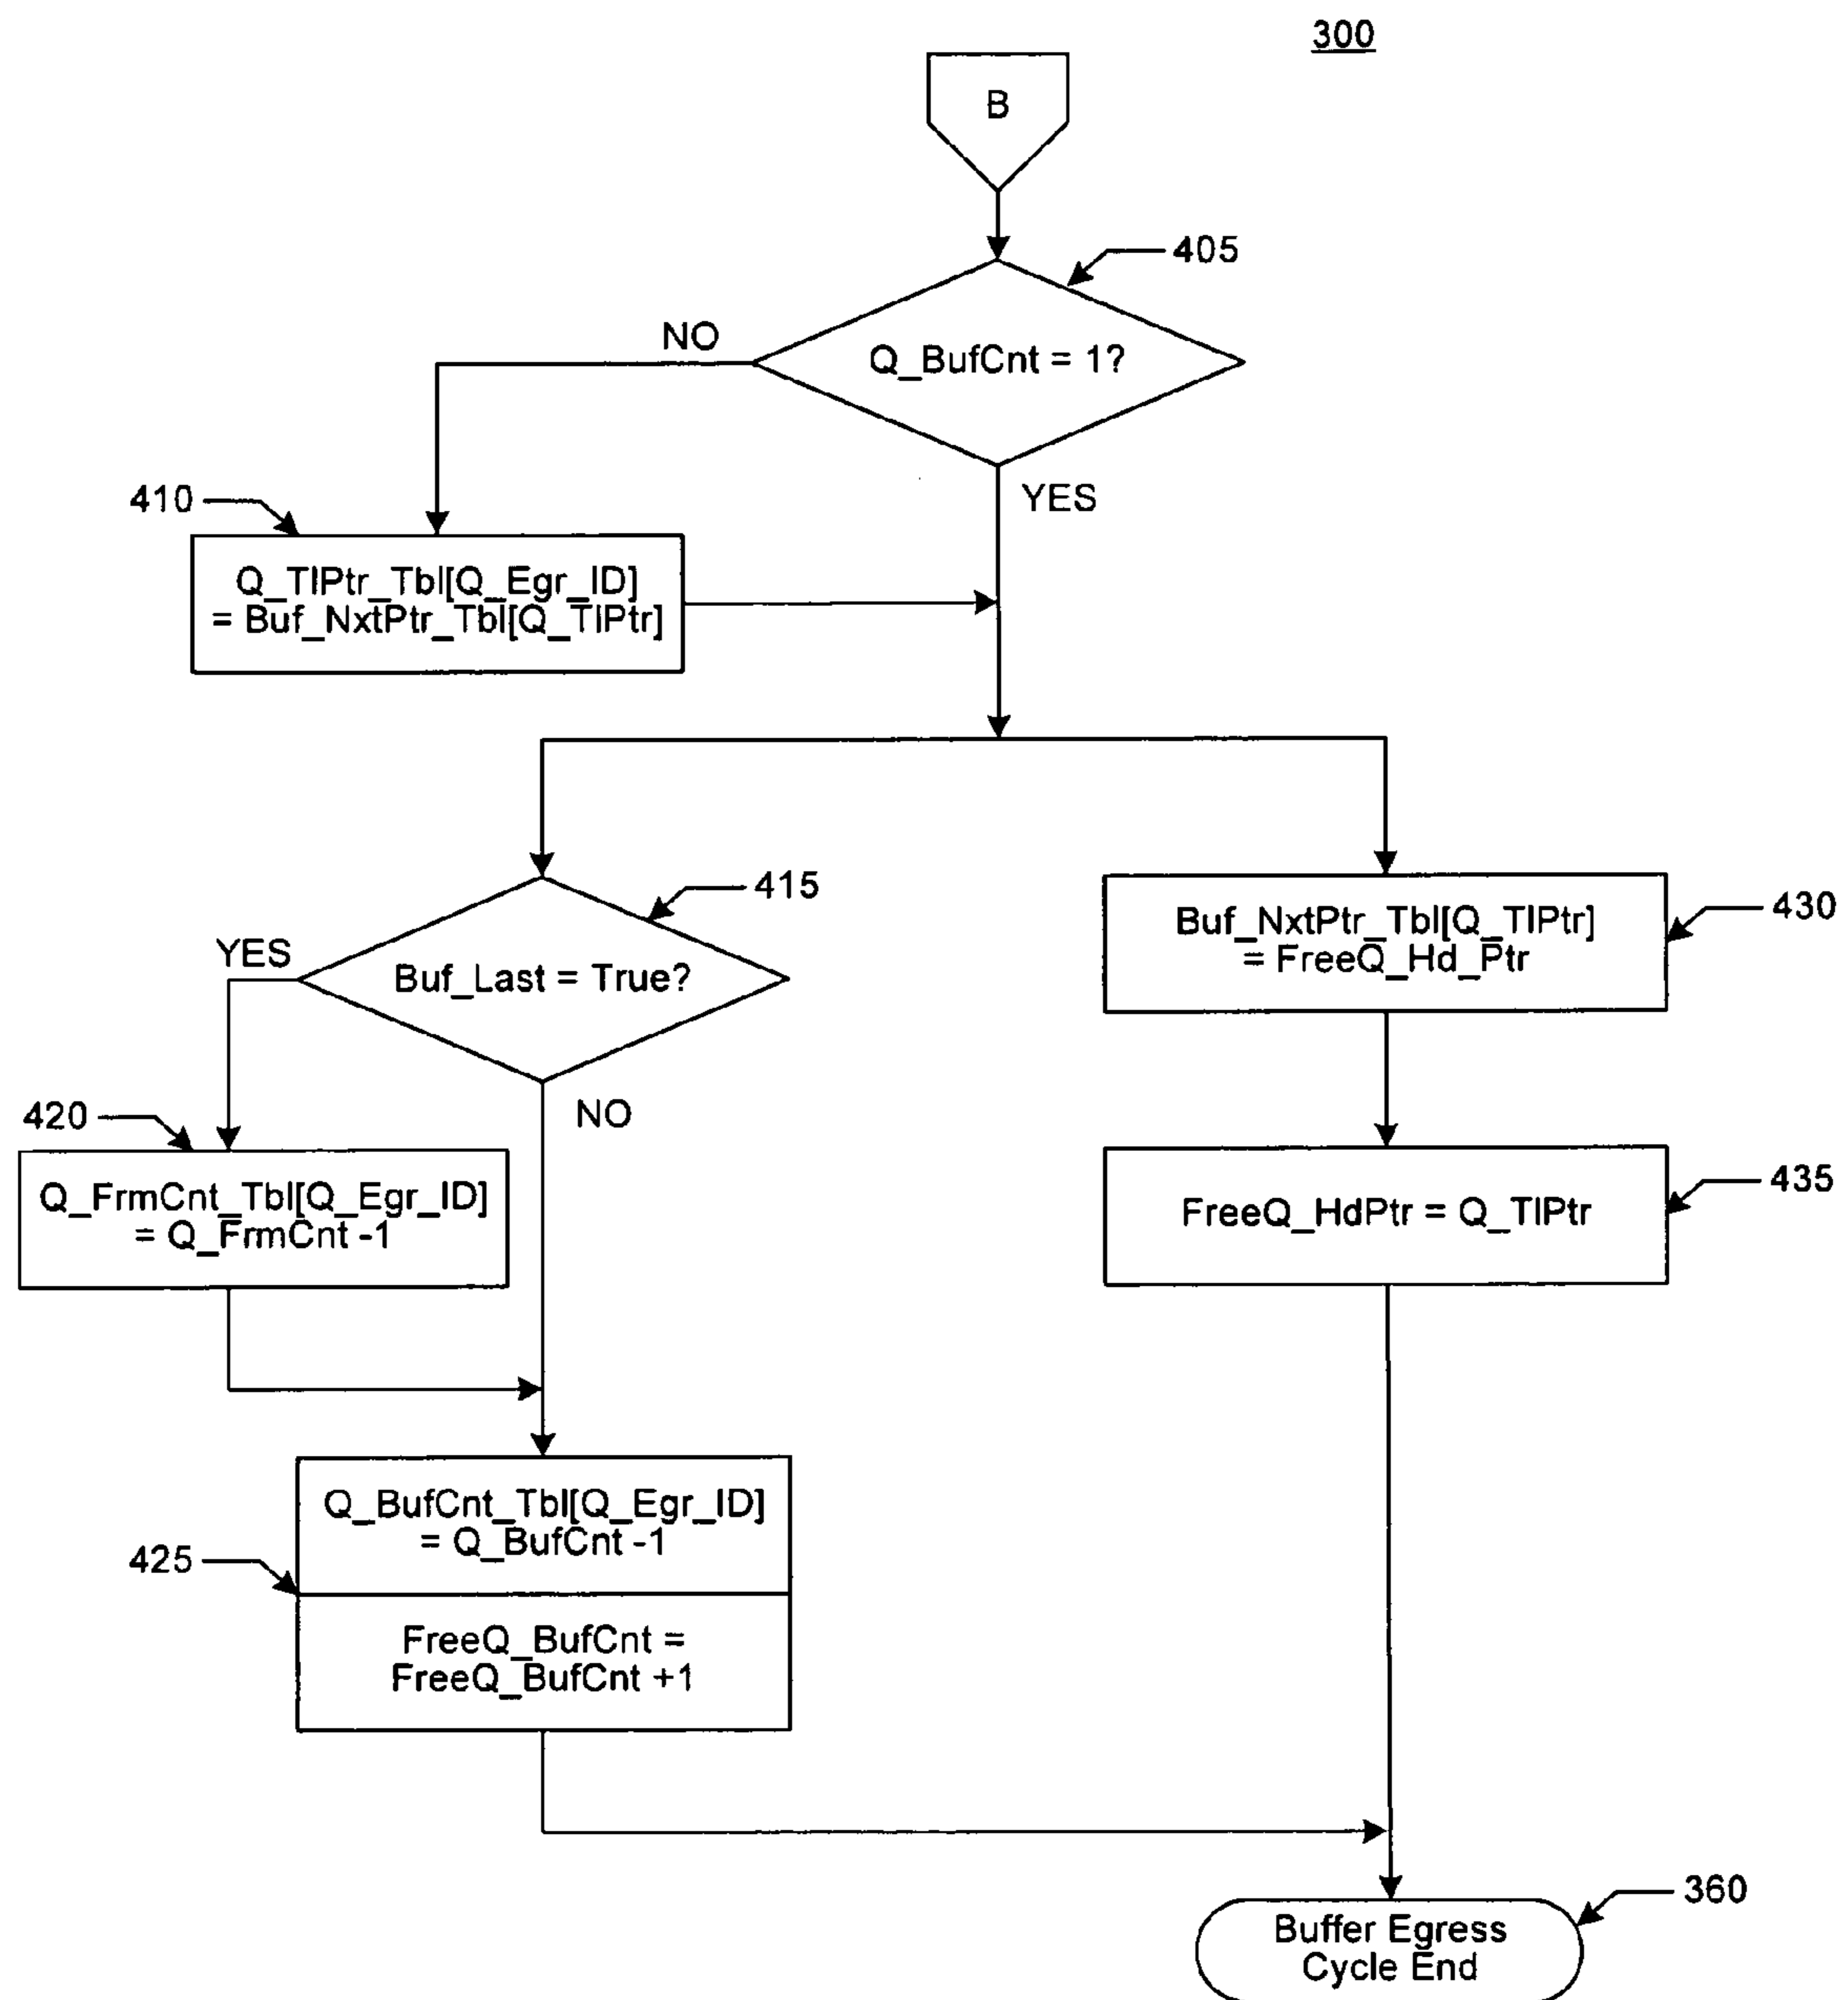 300
B
405
NO
Q_BufCnt = 1?
YES
410
Q_TlPtr_Tbl[Q_Egr_ID]
= Buf_NxtPtr_Tbl[Q_TlPtr]
415
YES
Buf_Last = True?
NO
430
Buf_NxtPtr_Tbl[Q_TlPtr]
= FreeQ_Hd_Ptr
420
Q_FrmCnt_Tbl[Q_Egr_ID]
= Q_FrmCnt -1
435
FreeQ_HdPtr = Q_TlPtr
425
Q_BufCnt_Tbl[Q_Egr_ID]
= Q_BufCnt -1
FreeQ_BufCnt =
FreeQ_BufCnt +1
360
Buffer Egress
Cycle End